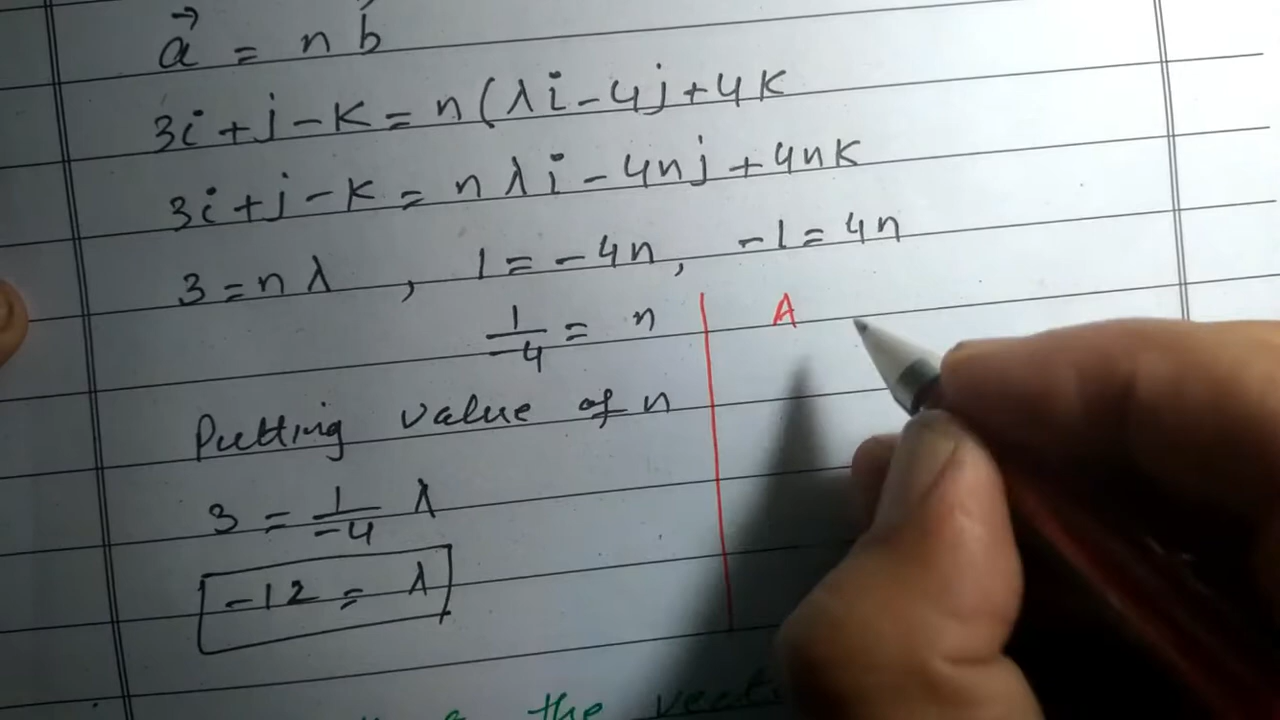 a⃗ = n b⃗
3i + j - k = n(λi - 4j + 4k
3i + j - k = nλi - 4nj + 4nk
3 = nλ , 1 = -4n, -1 = 4n
1/-4 = n
A
Putting value of n
3 = 1/-4 λ
-12 = λ
the